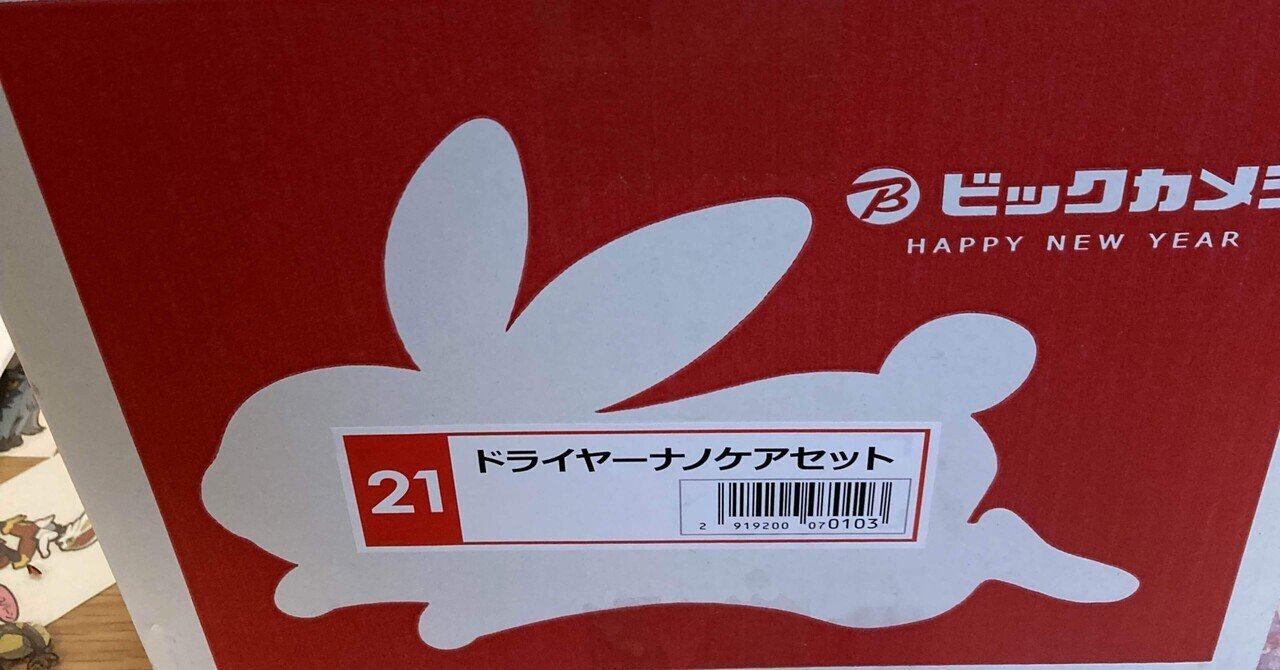 ビックカメ
HAPPY NEW YEAR
21
ドライヤーナノケアセット
2 919200 070103